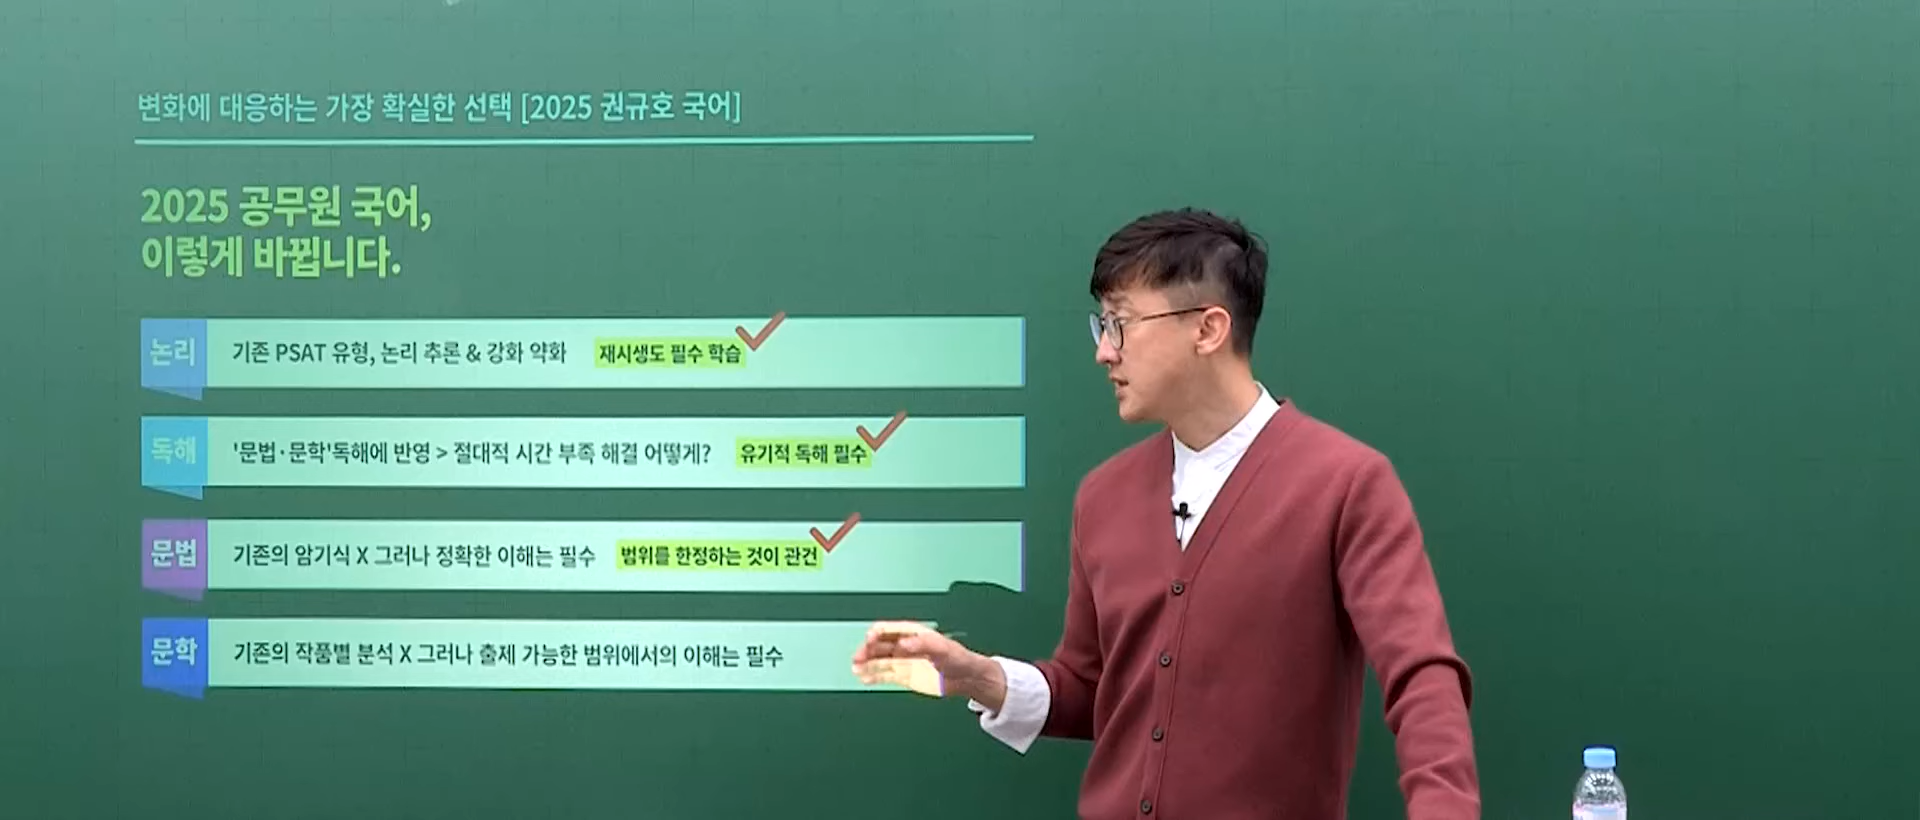 변화에 대응하는 가장 확실한 선택 [2025 권규호 국어]
2025 공무원 국어,
이렇게 바뀝니다.
논리 기존 PSAT 유형, 논리 추론 & 강화 약화 재시생도 필수 학습
독해 '문법·문학'독해에 반영 > 절대적 시간 부족 해결 어떻게? 유기적 독해 필수
문법 기존의 암기식 X 그러나 정확한 이해는 필수 범위를 한정하는 것이 관건
문학 기존의 작품별 분석 X 그러나 출제 가능한 범위에서의 이해는 필수